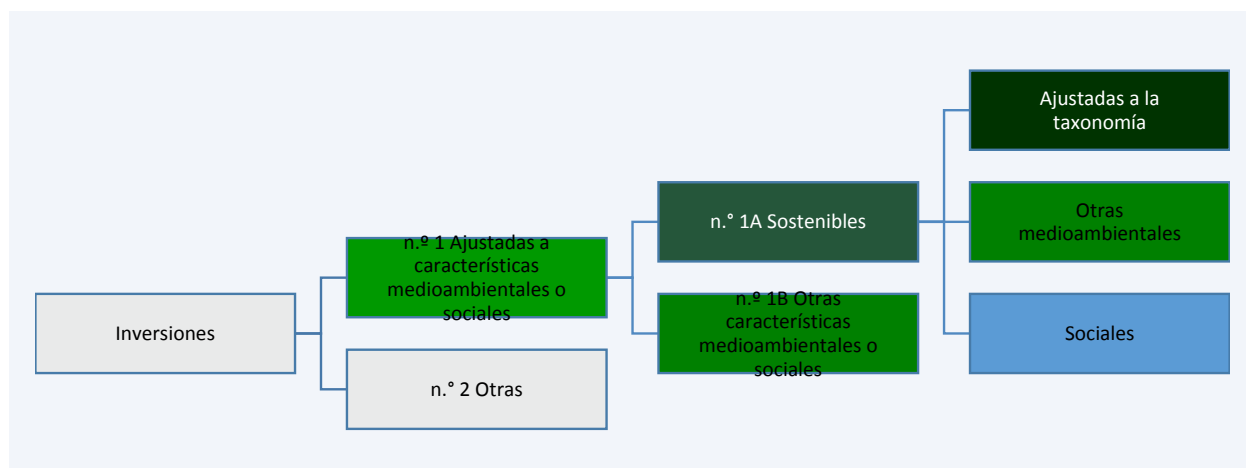 Inversiones
n.º 1 Ajustadas a
características
medioambientales o
sociales
n.° 2 Otras
n.° 1A Sostenibles
n.º 1B Otras
características
medioambientales o
sociales
Ajustadas a la
taxonomía
Otras
medioambientales
Sociales